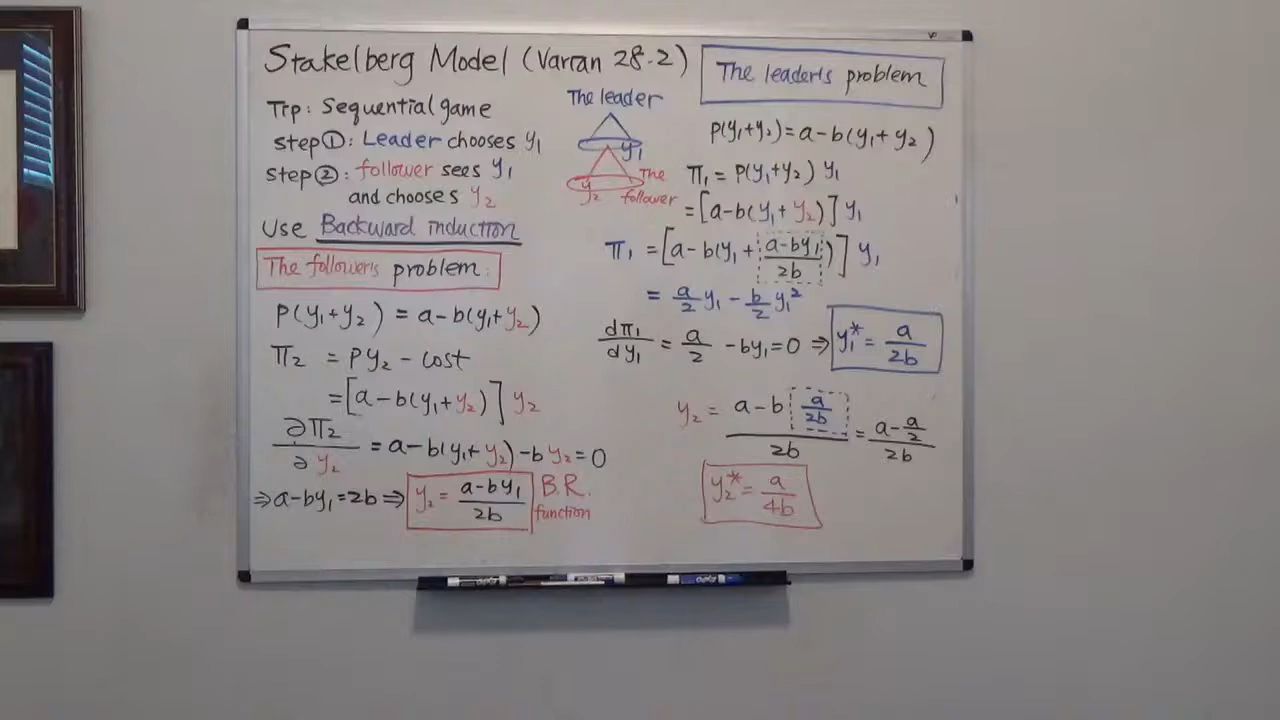 Stakelberg Model (Varian 28.2)
Trp: Sequential game
step①: Leader chooses y₁
step②: follower sees y₁
and chooses y₂
Use Backward induction
The follower's problem:
P(y₁+y₂) = a-b(y₁+y₂)
π₂ = Py₂ - cost
= [a-b(y₁+y₂)] y₂
∂π₂/∂y₂ = a-b(y₁+y₂)-by₂=0
⇒a-by₁=2b⇒ y₂ = (a-by₁)/2b B.R. function
The leader
y₁
y₂ The follower
The leader's problem
P(y₁+y₂)=a-b(y₁+y₂)
π₁ = P(y₁+y₂) y₁
=[a-b(y₁+y₂)] y₁
π₁ = [a-b(y₁+(a-by₁)/2b)] y₁
= a/2 y₁ - b/2 y₁²
dπ₁/dy₁ = a/2 - by₁=0 ⇒ y₁* = a/2b
y₂ = (a-b a/2b)/2b = (a-a/2)/2b
y₂* = a/4b